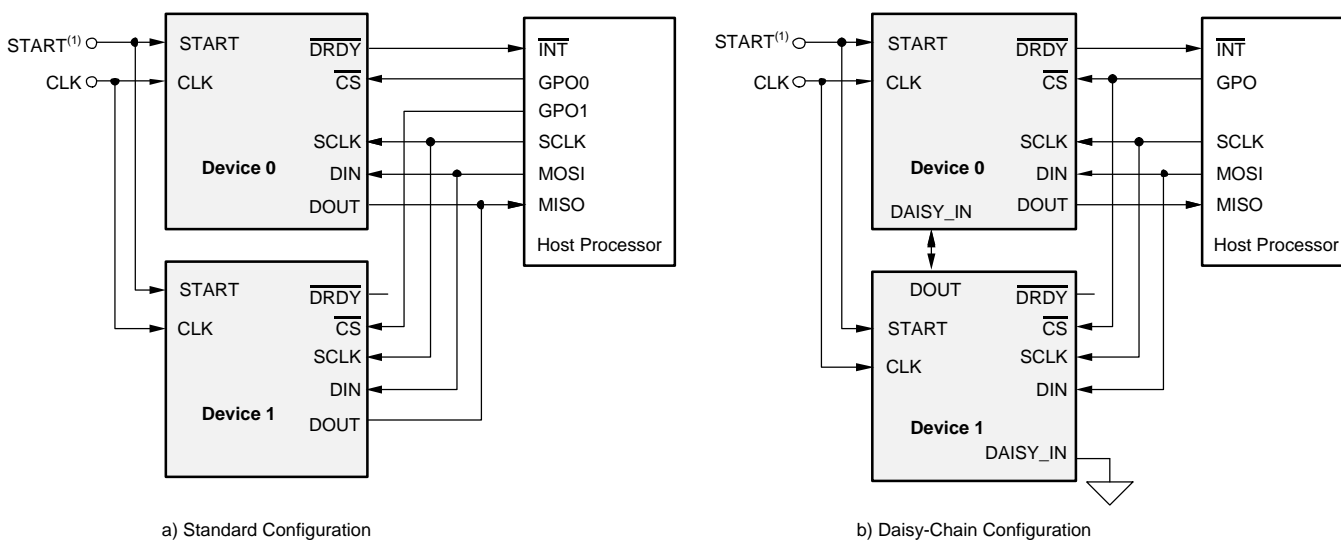 START(1)
CLK
START
CLK
DRDY
CS
SCLK
DIN
DOUT
Device 0
INT
GPO0
GPO1
SCLK
MOSI
MISO
Host Processor
START
CLK
DRDY
CS
SCLK
DIN
DOUT
Device 1
a) Standard Configuration
START(1)
CLK
START
CLK
DRDY
CS
SCLK
DIN
DOUT
Device 0
DAISY_IN
INT
GPO
SCLK
MOSI
MISO
Host Processor
DOUT
START
CLK
DRDY
CS
SCLK
DIN
Device 1
DAISY_IN
b) Daisy-Chain Configuration